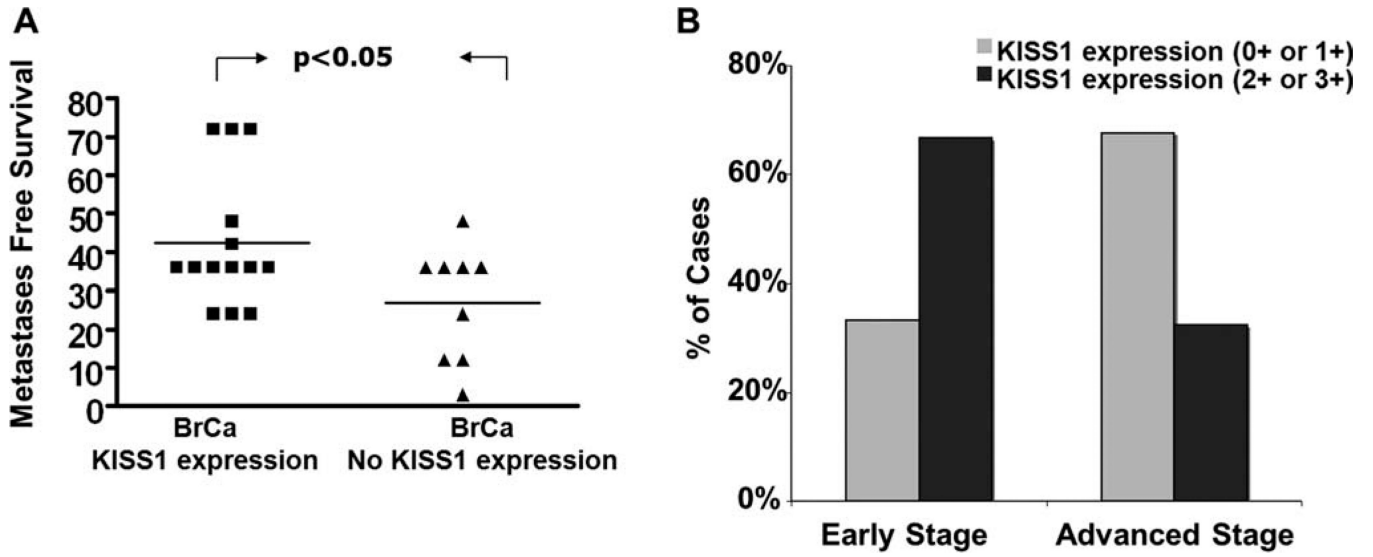 A
p<0.05
Metastases Free Survival
80
70
60
50
40
30
20
10
0
BrCa
KISS1 expression
BrCa
No KISS1 expression
B
KISS1 expression (0+ or 1+)
KISS1 expression (2+ or 3+)
% of Cases
80%
60%
40%
20%
0%
Early Stage
Advanced Stage